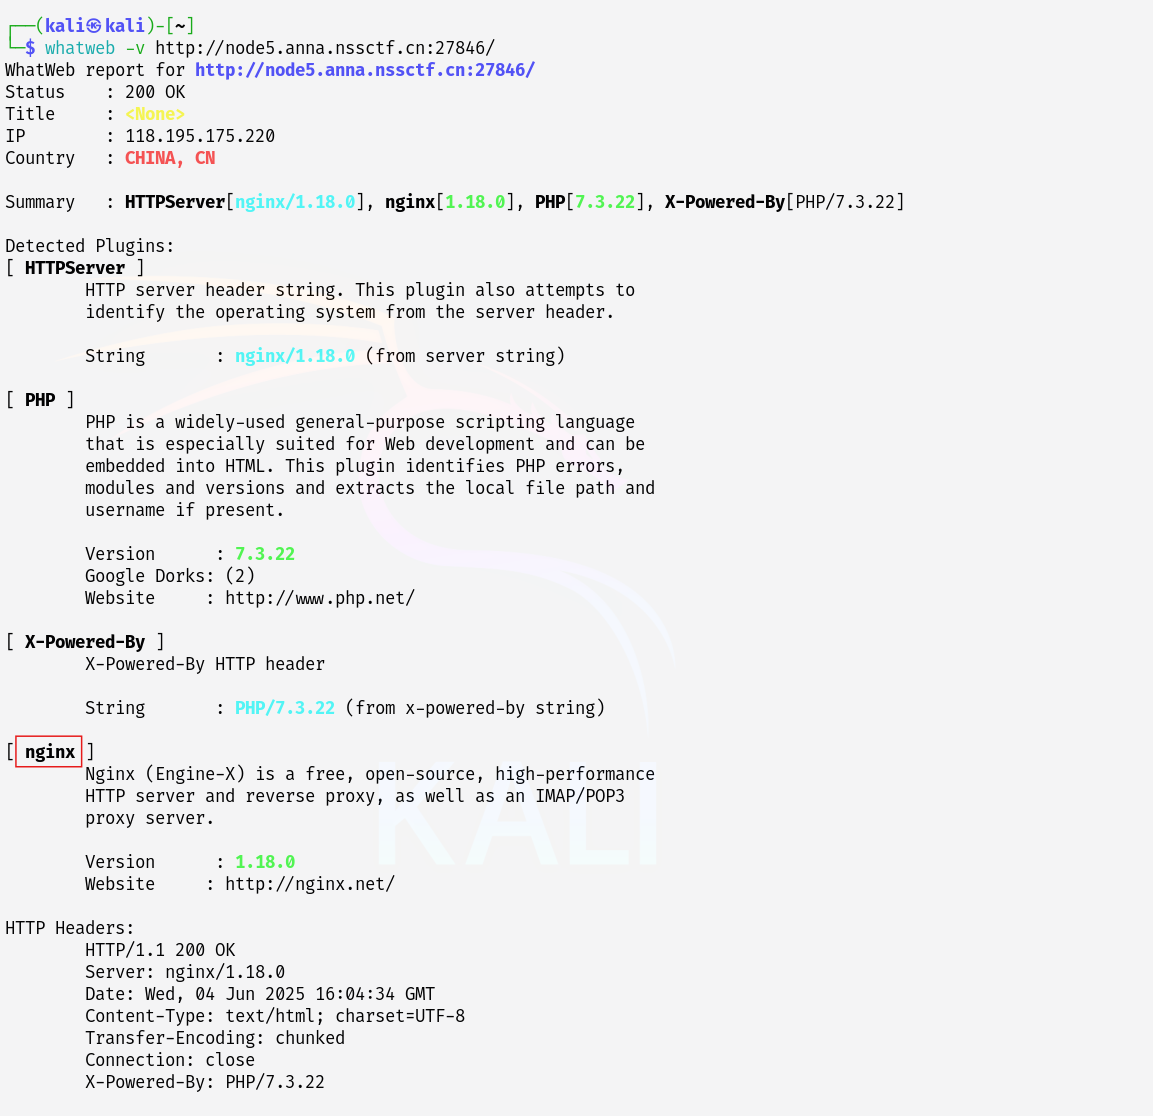 ┌──(kali㉿kali)-[~]
└─$ whatweb -v http://node5.anna.nssctf.cn:27846/
WhatWeb report for http://node5.anna.nssctf.cn:27846/
Status    : 200 OK
Title     : <None>
IP        : 118.195.175.220
Country   : CHINA, CN

Summary   : HTTPServer[nginx/1.18.0], nginx[1.18.0], PHP[7.3.22], X-Powered-By[PHP/7.3.22]

Detected Plugins:
[ HTTPServer ]
        HTTP server header string. This plugin also attempts to
        identify the operating system from the server header.

        String       : nginx/1.18.0 (from server string)

[ PHP ]
        PHP is a widely-used general-purpose scripting language
        that is especially suited for Web development and can be
        embedded into HTML. This plugin identifies PHP errors,
        modules and versions and extracts the local file path and
        username if present.

        Version      : 7.3.22
        Google Dorks: (2)
        Website     : http://www.php.net/

[ X-Powered-By ]
        X-Powered-By HTTP header

        String       : PHP/7.3.22 (from x-powered-by string)

[ nginx ]
        Nginx (Engine-X) is a free, open-source, high-performance
        HTTP server and reverse proxy, as well as an IMAP/POP3
        proxy server.

        Version      : 1.18.0
        Website     : http://nginx.net/

HTTP Headers:
        HTTP/1.1 200 OK
        Server: nginx/1.18.0
        Date: Wed, 04 Jun 2025 16:04:34 GMT
        Content-Type: text/html; charset=UTF-8
        Transfer-Encoding: chunked
        Connection: close
        X-Powered-By: PHP/7.3.22
KALI